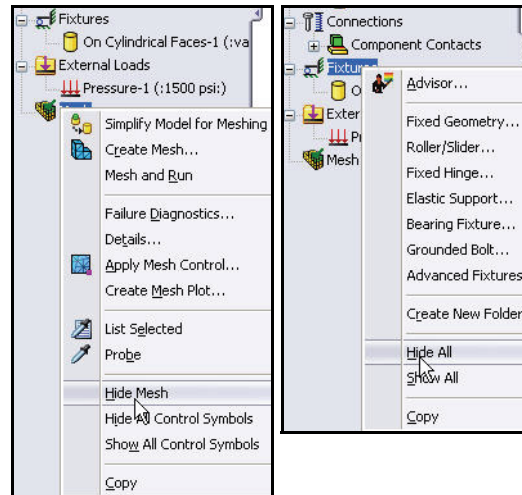 Fixtures
On Cylindrical Faces-1 (:va
External Loads
Pressure-1 (:1500 psi:)
Simplify Model for Meshing
Create Mesh...
Mesh and Run
Failure Diagnostics...
Details...
Apply Mesh Control...
Create Mesh Plot...
List Selected
Probe
Hide Mesh
Hide All Control Symbols
Show All Control Symbols
Copy
Connections
Component Contacts
Fixtures
Exter
Mesh
Advisor...
Fixed Geometry...
Roller/Slider...
Fixed Hinge...
Elastic Support...
Bearing Fixture...
Grounded Bolt...
Advanced Fixtures
Create New Folder
Hide All
Show All
Copy